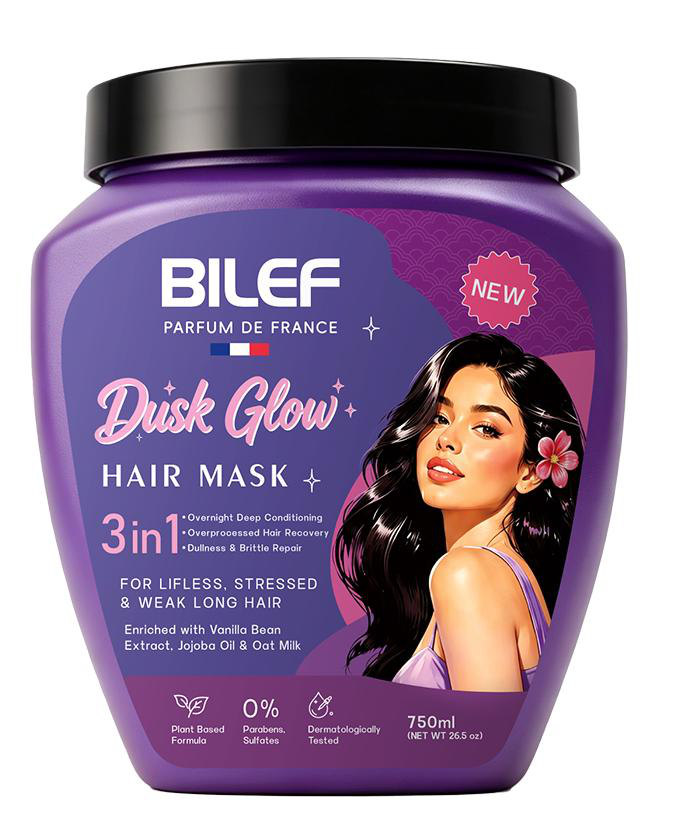 BILEF
PARFUM DE FRANCE
NEW
Dusk Glow
HAIR MASK
3in1
•Overnight Deep Conditioning
•Overprocessed Hair Recovery
•Dullness & Brittle Repair
FOR LIFLESS, STRESSED
& WEAK LONG HAIR
Enriched with Vanilla Bean
Extract, Jojoba Oil & Oat Milk
Plant Based
Formula
0%
Parabens,
Sulfates
Dermatologically
Tested
750ml
(NET WT 26.5 oz)